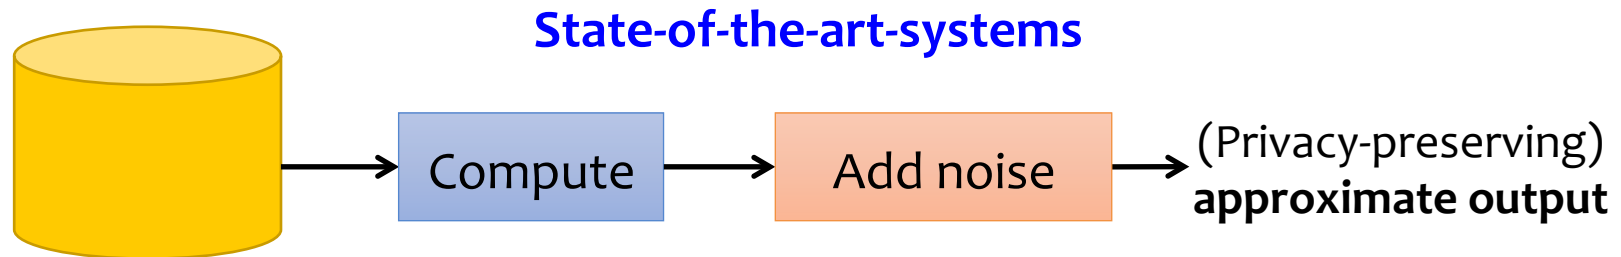 State-of-the-art-systems
Compute
Add noise
(Privacy-preserving)
approximate output